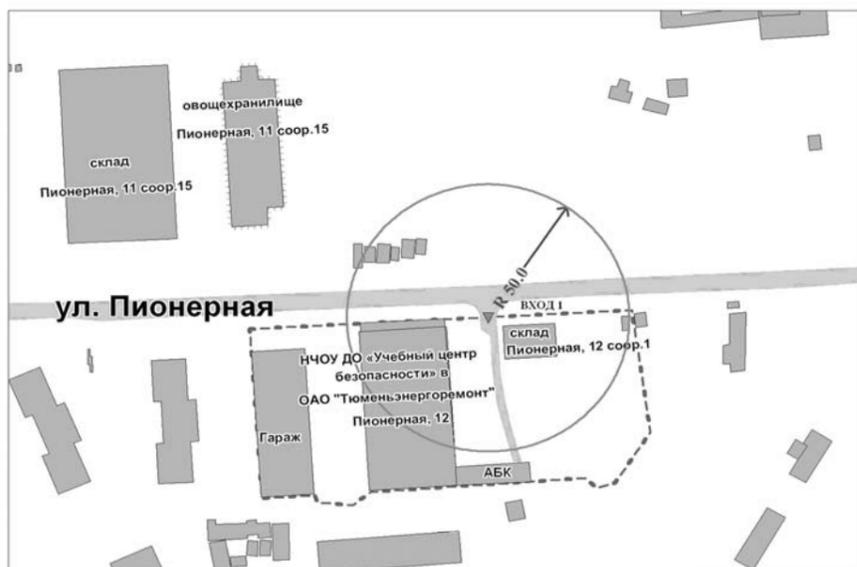 овощехранилище
Пионерная, 11 соор.15
склад
Пионерная, 11 соор.15
R 50.0
ул. Пионерная
ВХОД 1
склад
Пионерная, 12 соор.1
НЧОУ ДО «Учебный центр
безопасности» в
ОАО "Тюменьэнергоремонт"
Пионерная, 12
Гараж
АБК